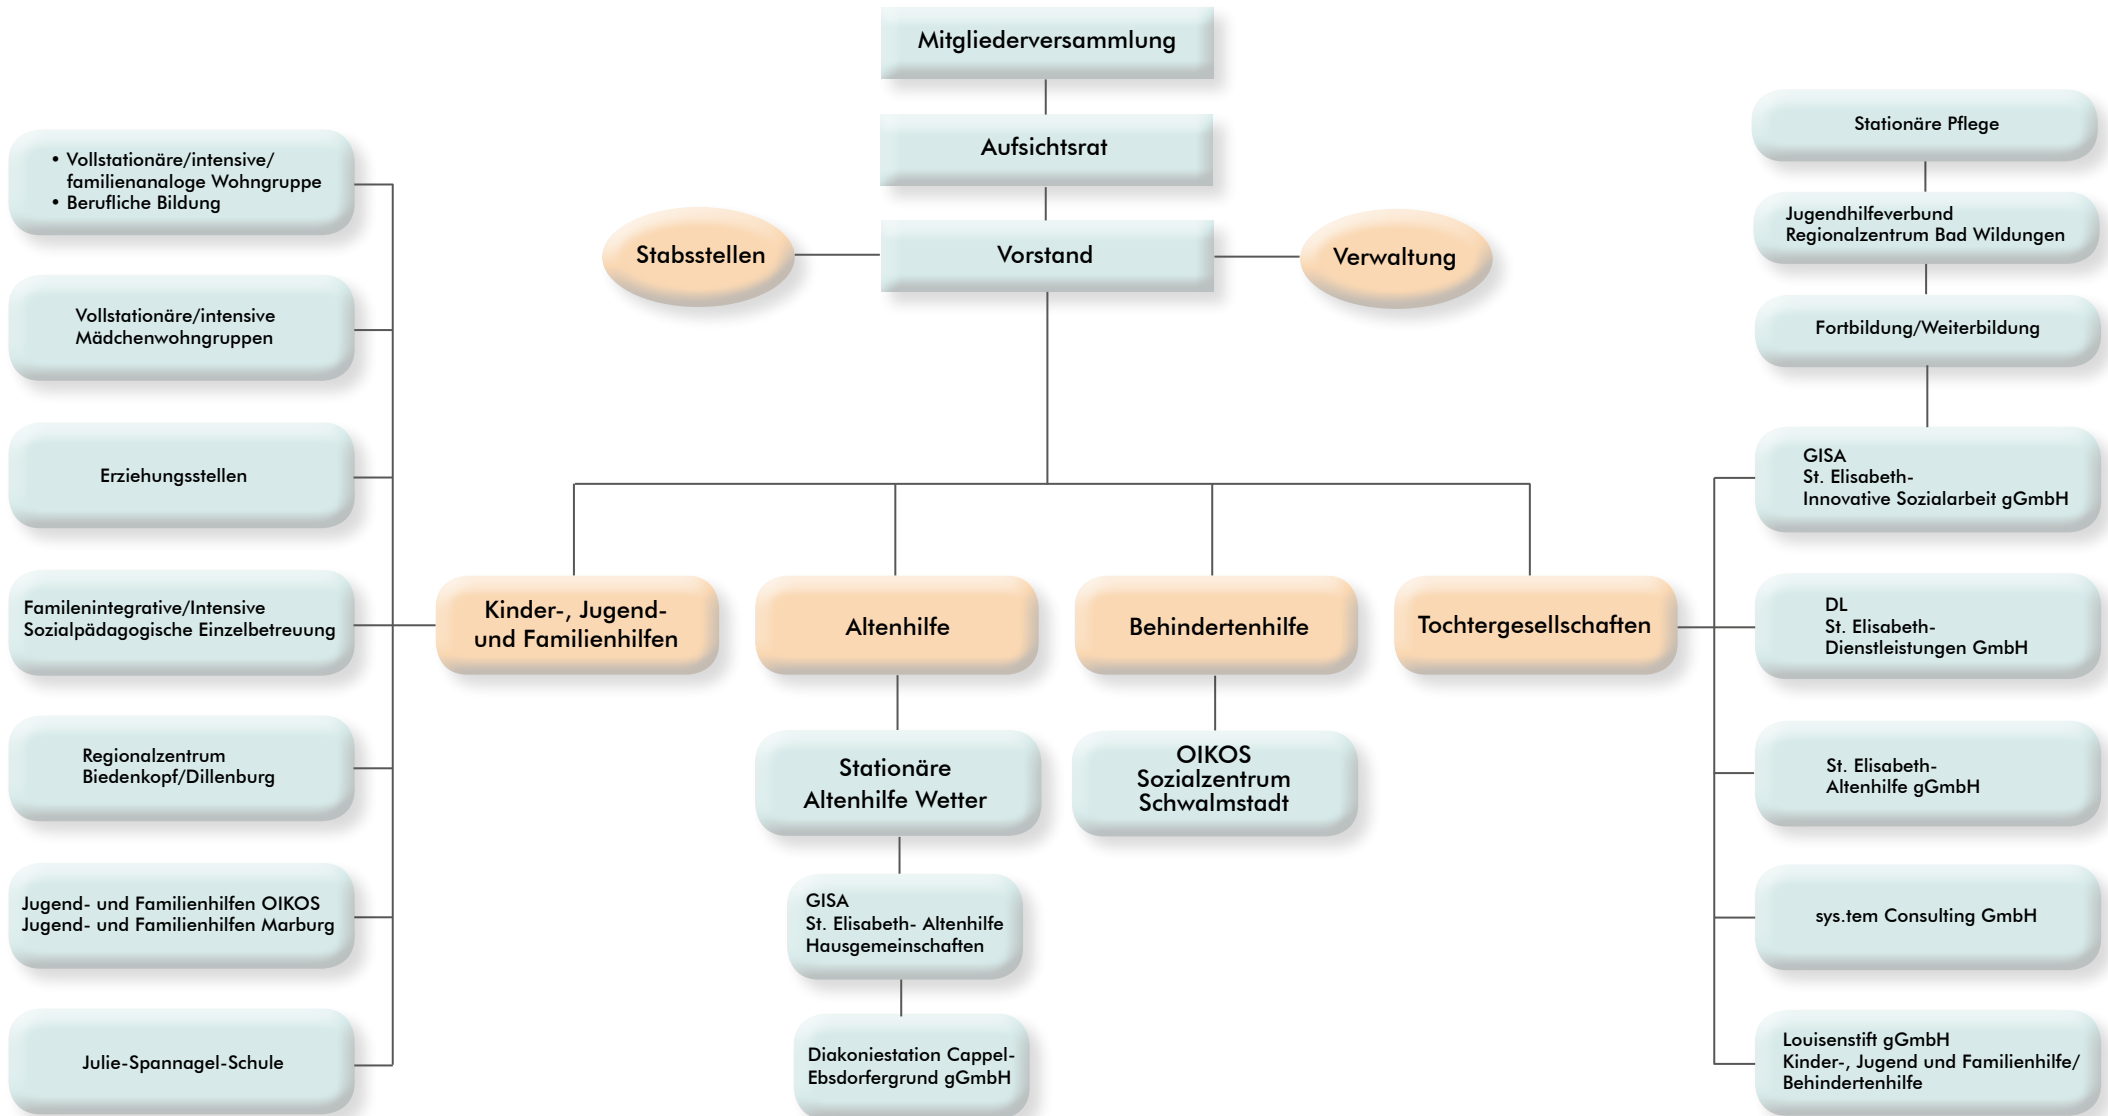 Mitgliederversammlung
Aufsichtsrat
Stabsstellen
Vorstand
Verwaltung
• Vollstationäre/intensive/
familienanaloge Wohngruppe
• Berufliche Bildung
Vollstationäre/intensive
Mädchenwohngruppen
Erziehungsstellen
Familenintegrative/Intensive
Sozialpädagogische Einzelbetreuung
Regionalzentrum
Biedenkopf/Dillenburg
Jugend- und Familienhilfen OIKOS
Jugend- und Familienhilfen Marburg
Julie-Spannagel-Schule
Kinder-, Jugend-
und Familienhilfen
Altenhilfe
Stationäre
Altenhilfe Wetter
GISA
St. Elisabeth- Altenhilfe
Hausgemeinschaften
Diakoniestation Cappel-
Ebsdorfergrund gGmbH
Behindertenhilfe
OIKOS
Sozialzentrum
Schwalmstadt
Tochtergesellschaften
Stationäre Pflege
Jugendhilfeverbund
Regionalzentrum Bad Wildungen
Fortbildung/Weiterbildung
GISA
St. Elisabeth-
Innovative Sozialarbeit gGmbH
DL
St. Elisabeth-
Dienstleistungen GmbH
St. Elisabeth-
Altenhilfe gGmbH
sys.tem Consulting GmbH
Louisenstift gGmbH
Kinder-, Jugend und Familienhilfe/
Behindertenhilfe